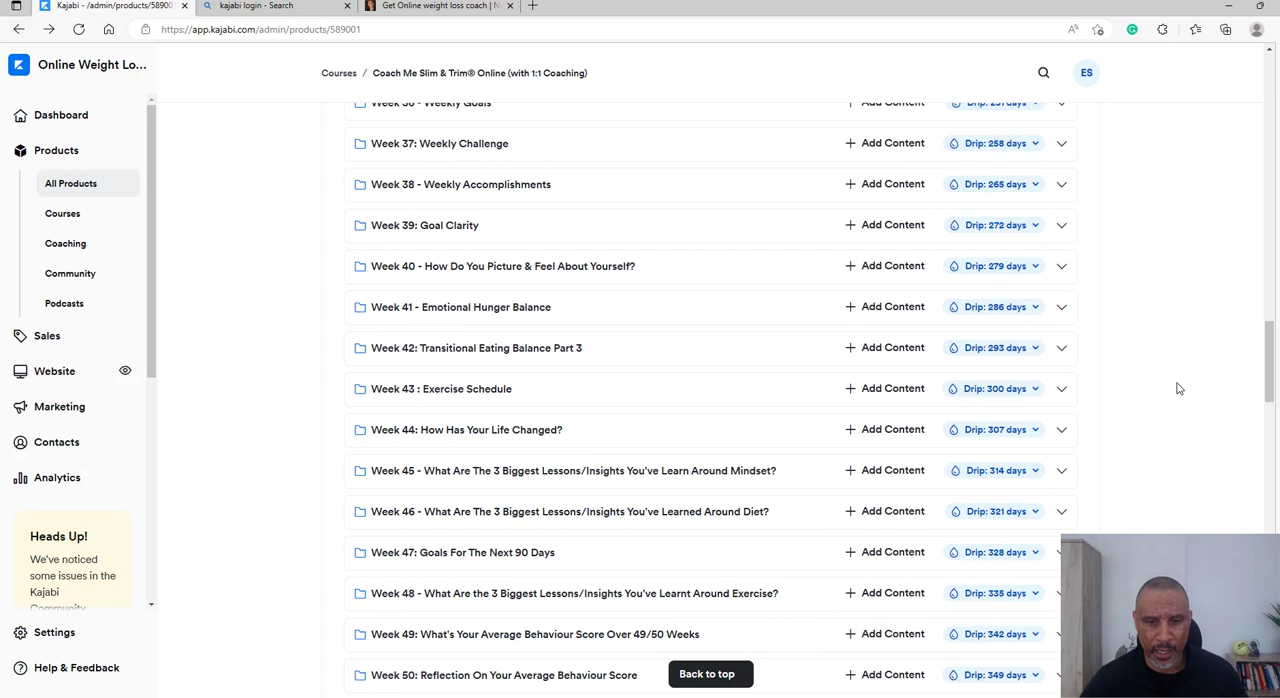 Kajabi - /admin/products/58900
kajabi login - Search
Get Online weight loss coach | Nu
https://app.kajabi.com/admin/products/589001
Online Weight Lo...
Courses / Coach Me Slim & Trim® Online (with 1:1 Coaching)
ES
Dashboard
Products
All Products
Courses
Coaching
Community
Podcasts
Sales
Website
Marketing
Contacts
Analytics
Heads Up!
We've noticed
some issues in the
Kajabi
Community
Settings
Help & Feedback
Week 36 - Weekly Goals + Add Content Drip: 251 days
Week 37: Weekly Challenge + Add Content Drip: 258 days
Week 38 - Weekly Accomplishments + Add Content Drip: 265 days
Week 39: Goal Clarity + Add Content Drip: 272 days
Week 40 - How Do You Picture & Feel About Yourself? + Add Content Drip: 279 days
Week 41 - Emotional Hunger Balance + Add Content Drip: 286 days
Week 42: Transitional Eating Balance Part 3 + Add Content Drip: 293 days
Week 43 : Exercise Schedule + Add Content Drip: 300 days
Week 44: How Has Your Life Changed? + Add Content Drip: 307 days
Week 45 - What Are The 3 Biggest Lessons/Insights You've Learn Around Mindset? + Add Content Drip: 314 days
Week 46 - What Are The 3 Biggest Lessons/Insights You've Learned Around Diet? + Add Content Drip: 321 days
Week 47: Goals For The Next 90 Days + Add Content Drip: 328 days
Week 48 - What Are the 3 Biggest Lessons/Insights You've Learnt Around Exercise? + Add Content Drip: 335 days
Week 49: What's Your Average Behaviour Score Over 49/50 Weeks + Add Content Drip: 342 days
Week 50: Reflection On Your Average Behaviour Score + Add Content Drip: 349 days
Back to top